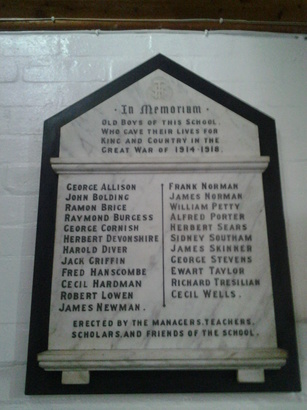 In Memoriam
OLD BOYS OF THIS SCHOOL.
WHO GAVE THEIR LIVES FOR
KING AND COUNTRY IN THE
GREAT WAR OF 1914-1918.
GEORGE ALLISON
JOHN BOLDING
RAMON BRICE
RAYMOND BURGESS
GEORGE CORNISH
HERBERT DEVONSHIRE
HAROLD DIVER
JACK GRIFFIN
FRED HANSCOMBE
CECIL HARDMAN
ROBERT LOWEN
JAMES NEWMAN.
FRANK NORMAN
JAMES NORMAN
WILLIAM PETTY
ALFRED PORTER
HERBERT SEARS
SIDNEY SOUTHAM
JAMES SKINNER
GEORGE STEVENS
EWART TAYLOR
RICHARD TRESILIAN
CECIL WELLS.
ERECTED BY THE MANAGERS, TEACHERS,
SCHOLARS, AND FRIENDS OF THE SCHOOL.